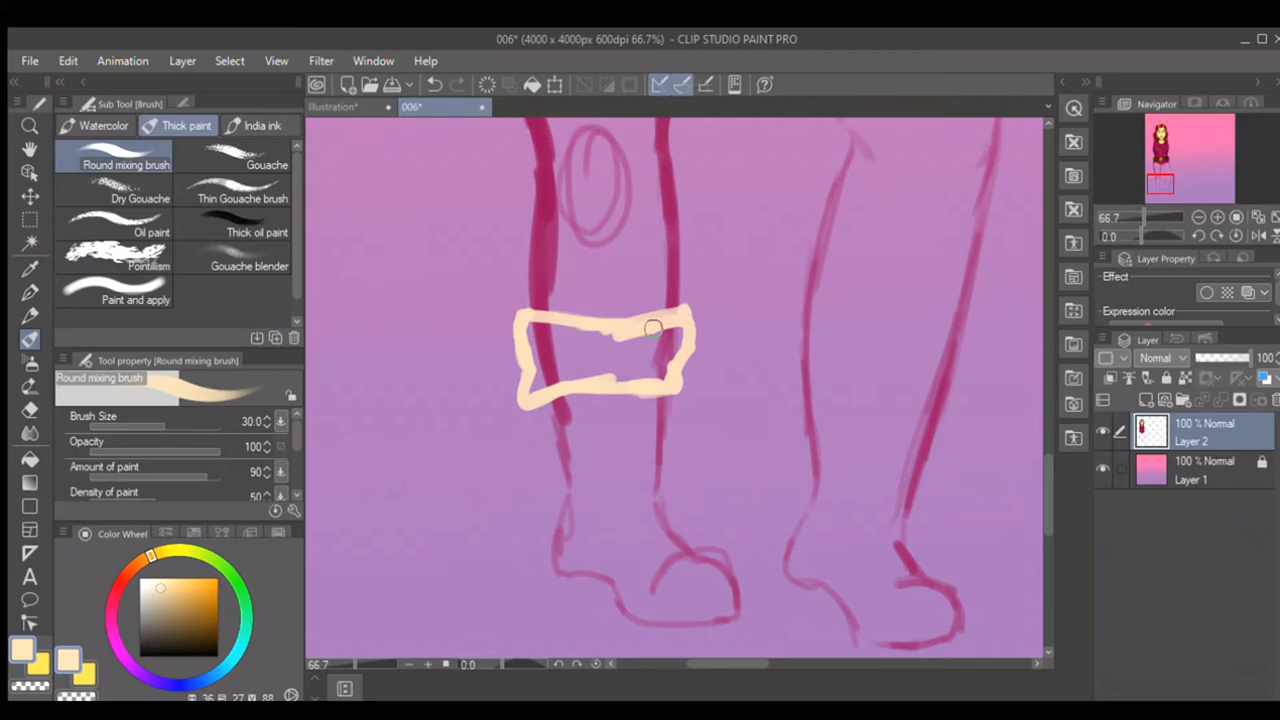 006* (4000 x 4000px 600dpi 66.7%) - CLIP STUDIO PAINT PRO
File Edit Animation Layer Select View Filter Window Help
Illustration* 006*
Sub Tool [Brush]
Watercolor Thick paint India ink
Round mixing brush Gouache
Dry Gouache Thin Gouache brush
Oil paint Thick oil paint
Pointillism Gouache blender
Paint and apply
Tool property [Round mixing brush]
Round mixing brush
Brush Size 30.0
Opacity 100
Amount of paint 90
Density of paint 50
Color Wheel
36 27 88
66.7 0.0
Navigator
66.7
0.0
Layer Property
Effect
Expression color
Layer
Normal 100
100 % Normal
Layer 2
100 % Normal
Layer 1